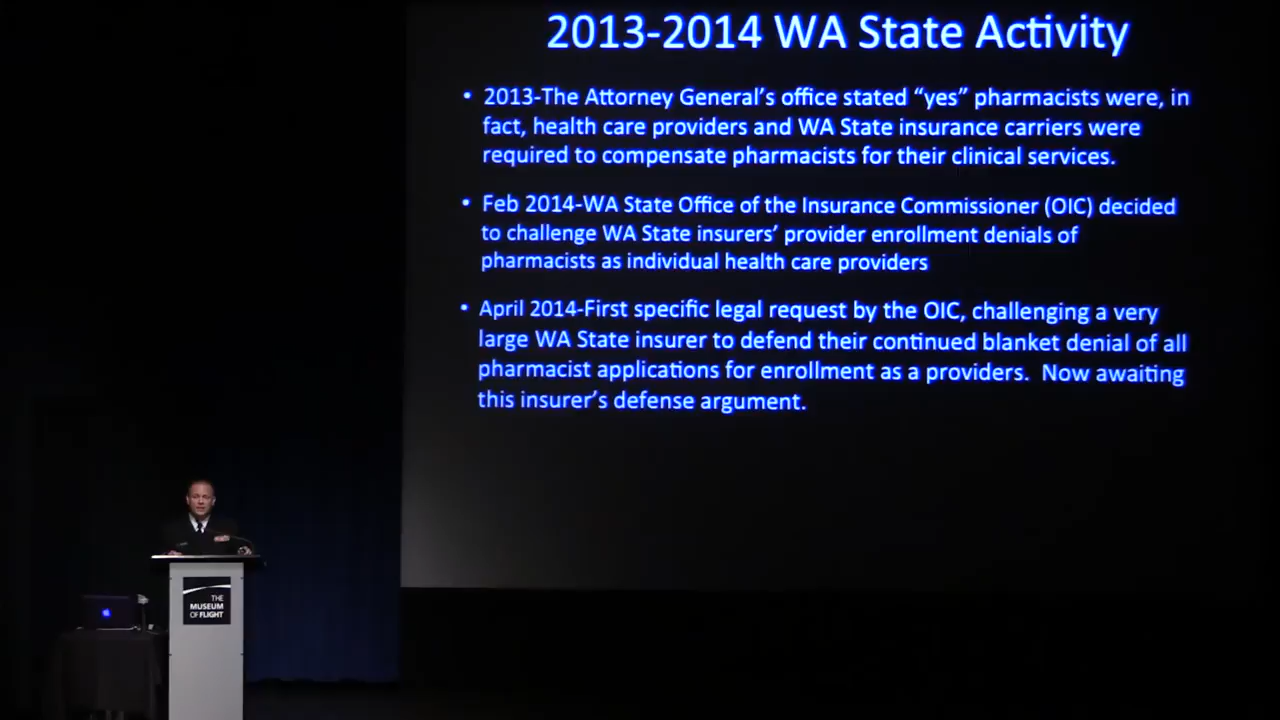 2013-2014 WA State Activity
• 2013-The Attorney General's office stated “yes” pharmacists were, in
fact, health care providers and WA State insurance carriers were
required to compensate pharmacists for their clinical services.
• Feb 2014-WA State Office of the Insurance Commissioner (OIC) decided
to challenge WA State insurers' provider enrollment denials of
pharmacists as individual health care providers
• April 2014-First specific legal request by the OIC, challenging a very
large WA State insurer to defend their continued blanket denial of all
pharmacist applications for enrollment as a providers. Now awaiting
this insurer's defense argument.
THE
MUSEUM
OF FLIGHT